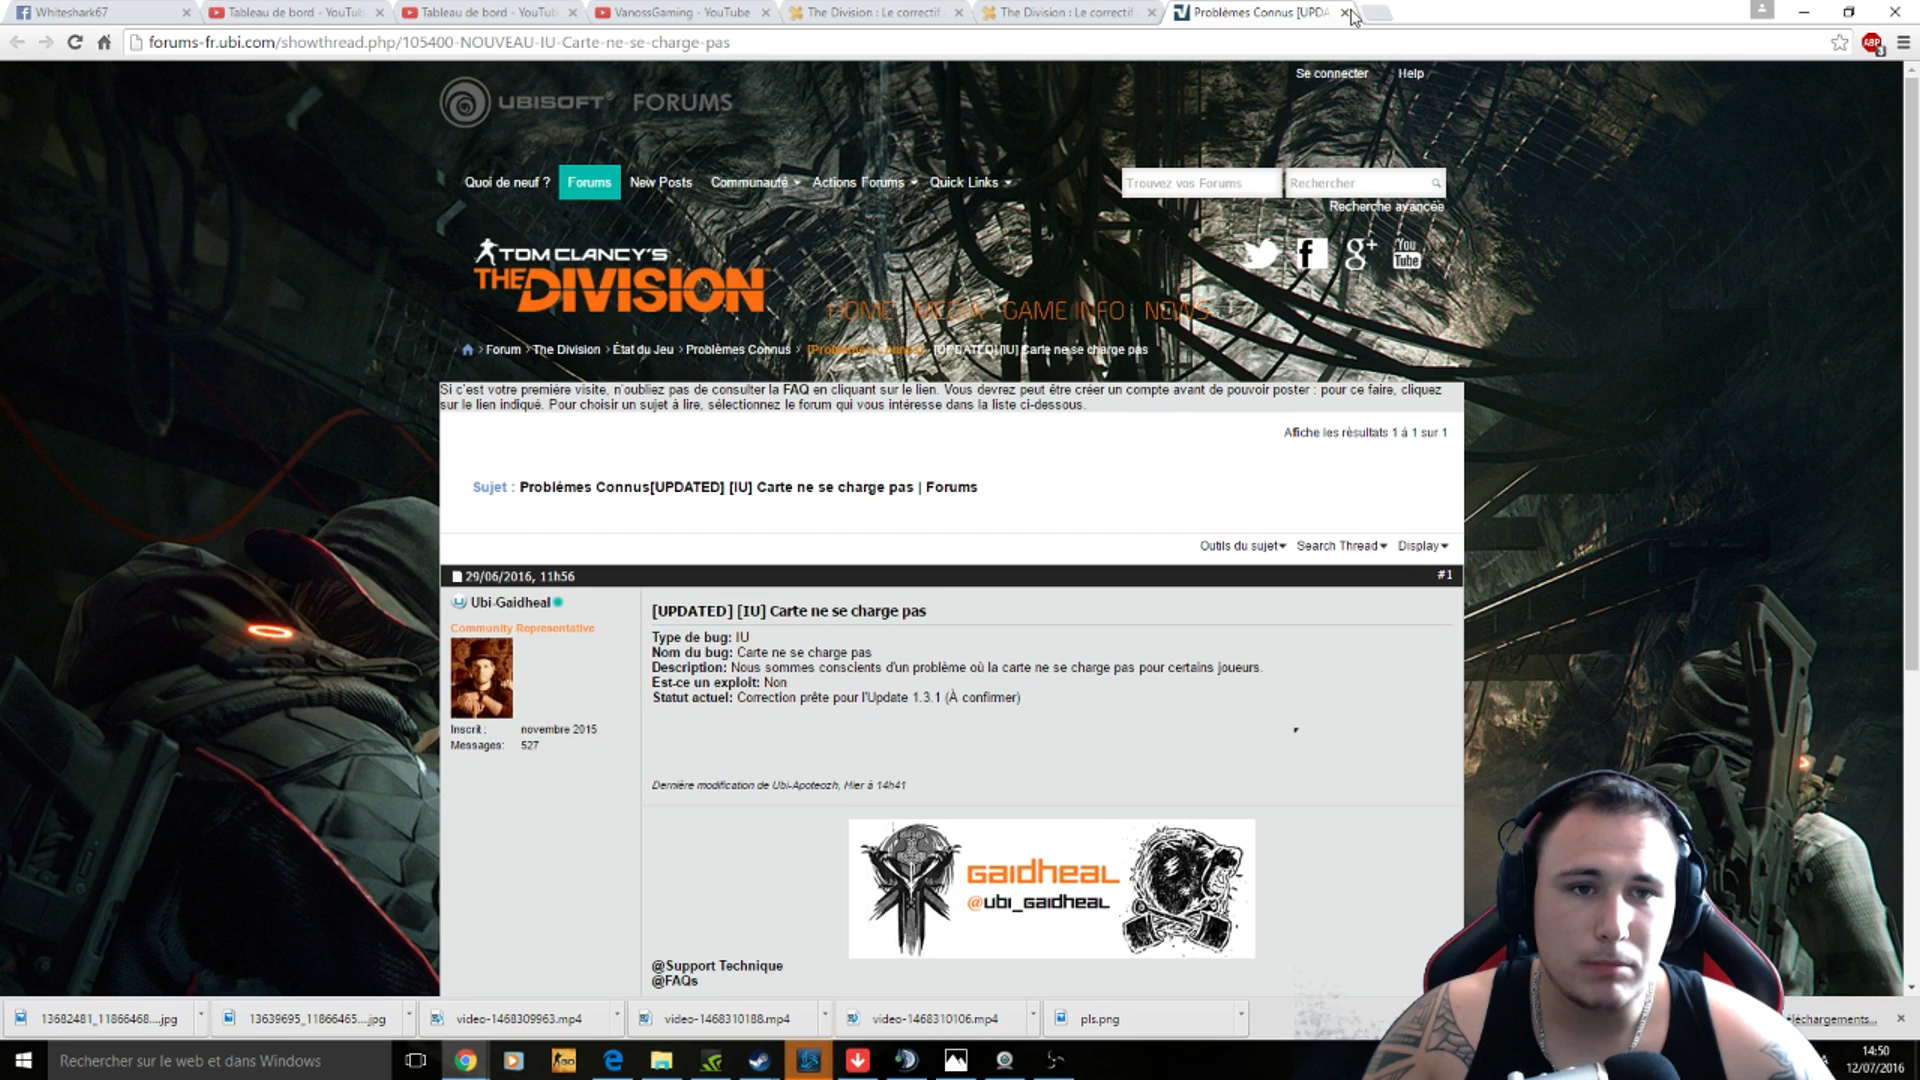 Whiteshark67
Tableau de bord - YouTub
Tableau de bord - YouTub
VanossGaming - YouTube
The Division : Le correctif
The Division : Le correctif
Problèmes Connus [UPDA
forums-fr.ubi.com/showthread.php/105400-NOUVEAU-IU-Carte-ne-se-charge-pas
ABP
3
Se connecter Help
UBISOFT® FORUMS
Quoi de neuf ? Forums New Posts Communauté Actions Forums Quick Links
Trouvez vos Forums Rechercher
Recherche avancée
TOM CLANCY'S
THE DIVISION
f g+ You Tube
HOME MEDIA GAME INFO NEWS
Forum The Division État du Jeu Problèmes Connus [Problèmes Connus] - [UPDATED] [IU] Carte ne se charge pas
Si c'est votre première visite, n'oubliez pas de consulter la FAQ en cliquant sur le lien. Vous devrez peut être créer un compte avant de pouvoir poster : pour ce faire, cliquez
sur le lien indiqué. Pour choisir un sujet à lire, sélectionnez le forum qui vous intéresse dans la liste ci-dessous.
Affiche les résultats 1 à 1 sur 1
Sujet : Problèmes Connus[UPDATED] [IU] Carte ne se charge pas | Forums
Outils du sujet Search Thread Display
29/06/2016, 11h56 #1
Ubi-Gaidheal
Community Representative
Inscrit : novembre 2015
Messages: 527
[UPDATED] [IU] Carte ne se charge pas
Type de bug: IU
Nom du bug: Carte ne se charge pas
Description: Nous sommes conscients d'un problème où la carte ne se charge pas pour certains joueurs.
Est-ce un exploit: Non
Statut actuel: Correction prête pour l'Update 1.3.1 (À confirmer)
Dernière modification de Ubi-Apoteozh, Hier à 14h41
GAIDHEAL
@ubi_gaidheal
@Support Technique
@FAQs
13682481_11866468....jpg
13639695_11866465....jpg
video-1468309963.mp4
video-1468310188.mp4
video-1468310106.mp4
pls.png
Rechercher sur le web et dans Windows
GO
14:50
12/07/2016